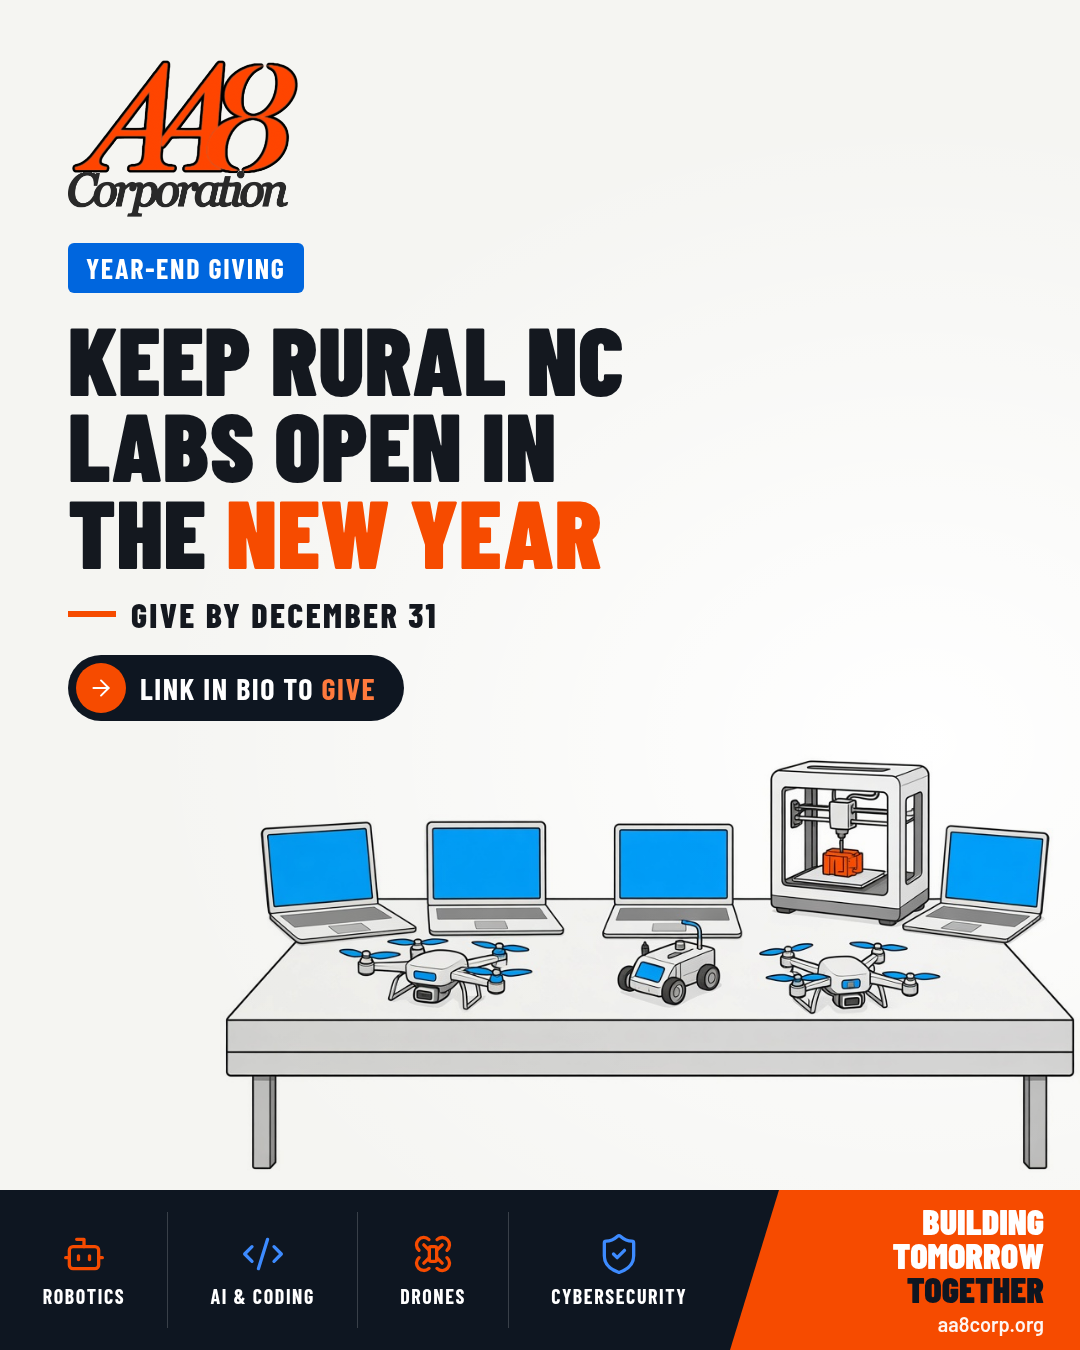 AA8
Corporation
YEAR-END GIVING
KEEP RURAL NC
LABS OPEN IN
THE NEW YEAR
GIVE BY DECEMBER 31
LINK IN BIO TO GIVE
ROBOTICS
AI & CODING
DRONES
CYBERSECURITY
BUILDING
TOMORROW
TOGETHER
aa8corp.org